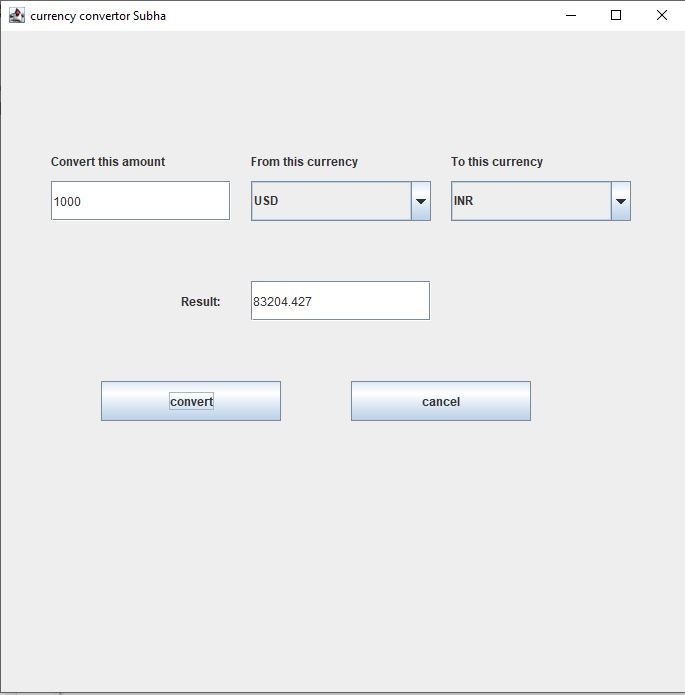 currency convertor Subha
Convert this amount From this currency To this currency
1000 USD INR
Result: 83204.427
convert cancel